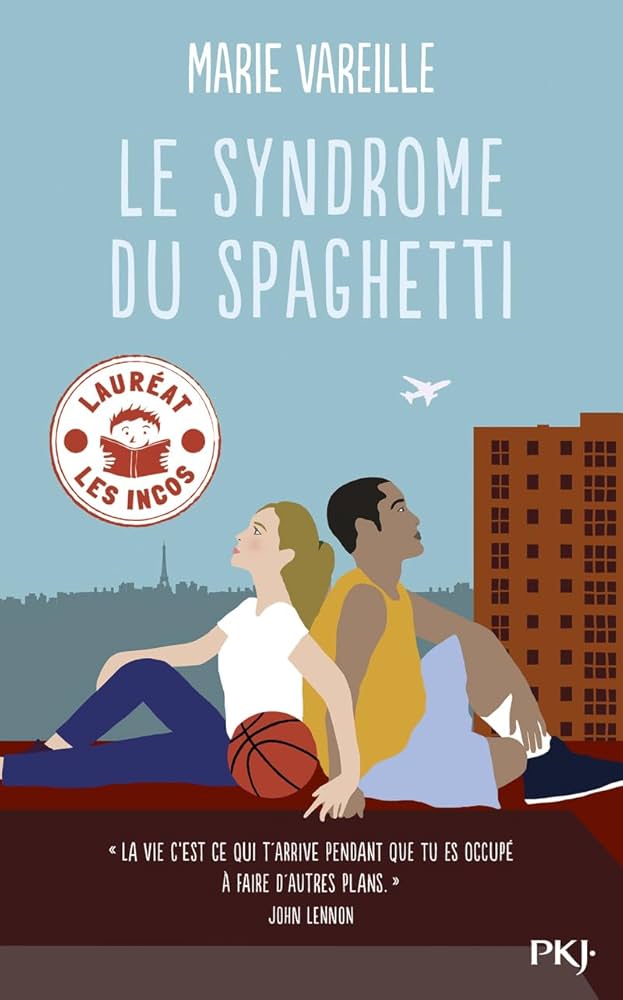 MARIE VAREILLE
LE SYNDROME
DU SPAGHETTI
LAURÉAT
LES INCOS
« LA VIE C'EST CE QUI T'ARRIVE PENDANT QUE TU ES OCCUPÉ
À FAIRE D'AUTRES PLANS. »
JOHN LENNON
PKJ·